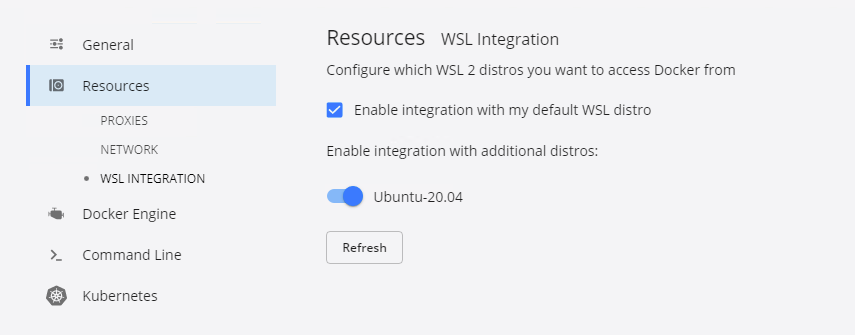 General
Resources
PROXIES
NETWORK
WSL INTEGRATION
Docker Engine
Command Line
Kubernetes
Resources WSL Integration
Configure which WSL 2 distros you want to access Docker from
Enable integration with my default WSL distro
Enable integration with additional distros:
Ubuntu-20.04
Refresh